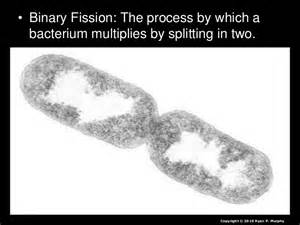 • Binary Fission: The process by which a
bacterium multiplies by splitting in two.
Copyright © 2010 Ryan P. Murphy